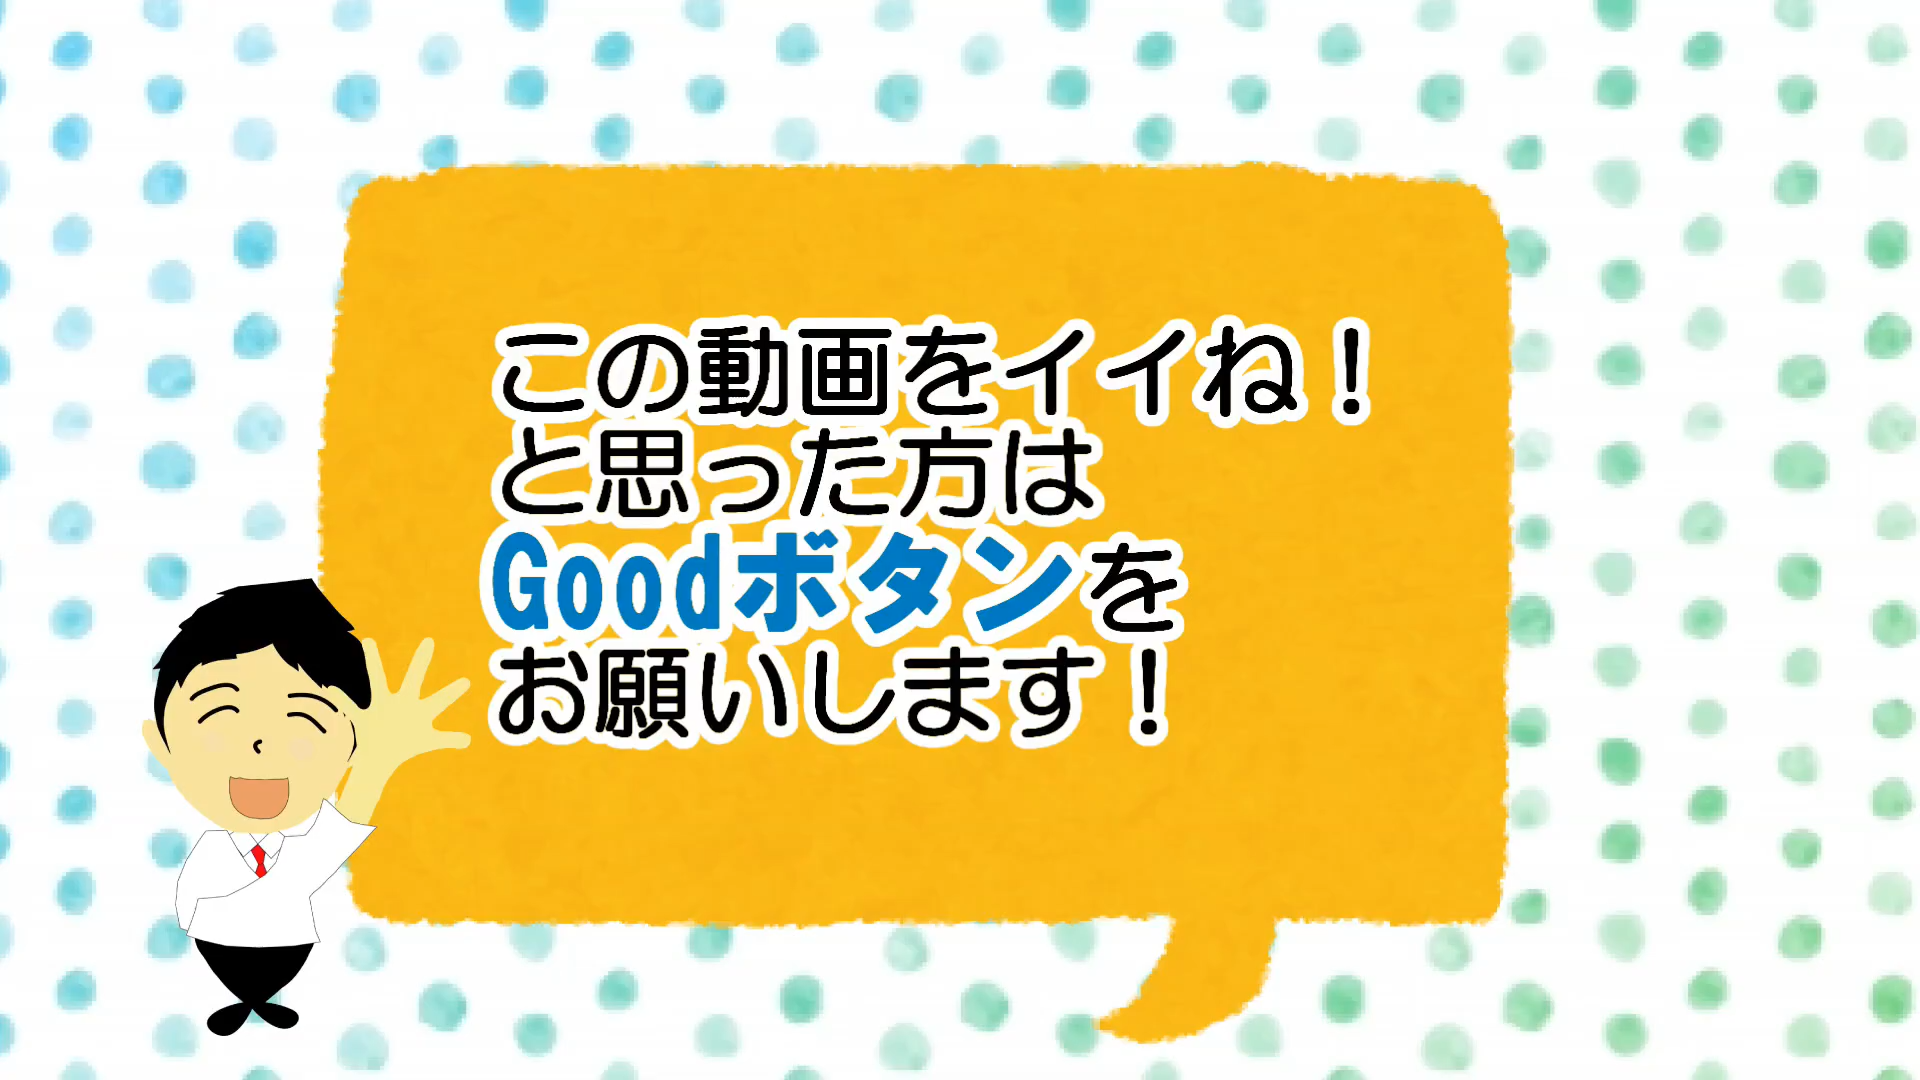 この動画をイイね！
と思った方は
Goodボタンを
お願いします！